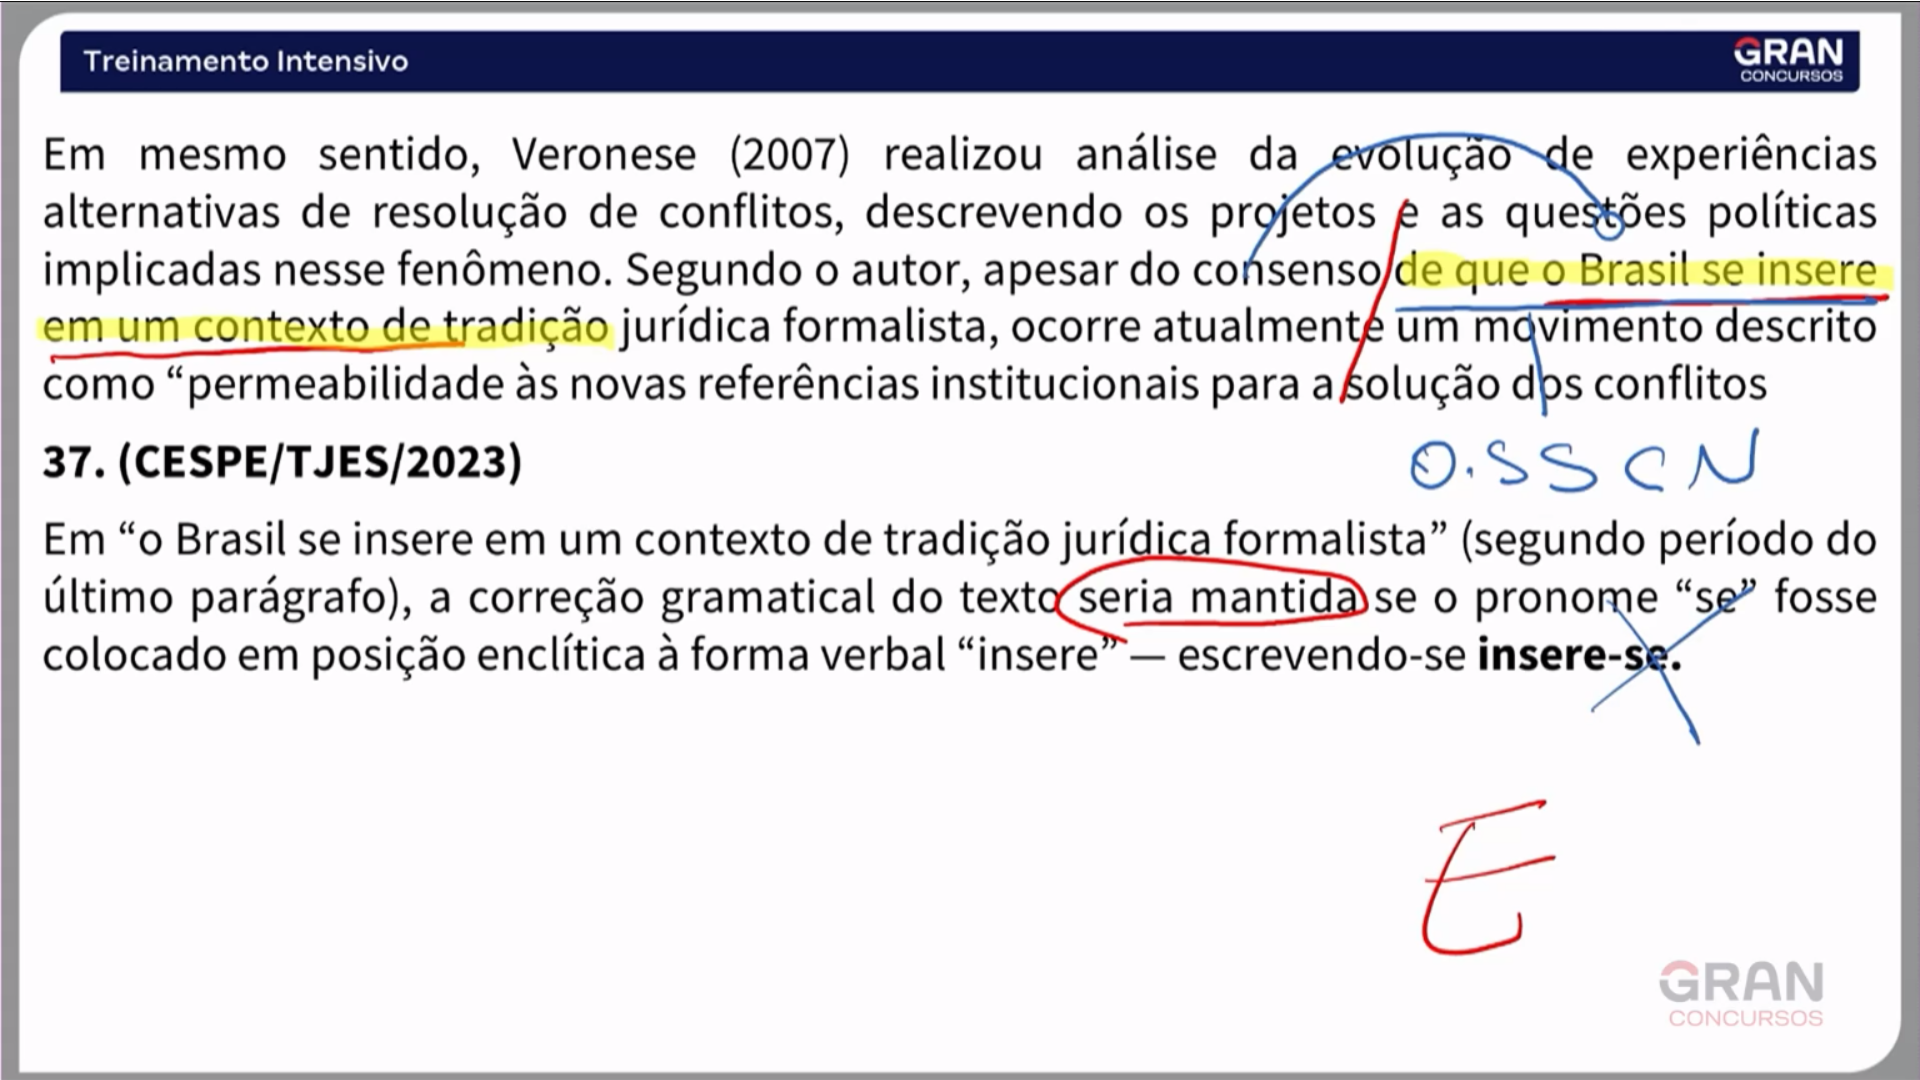 Treinamento Intensivo
GRAN
CONCURSOS
Em mesmo sentido, Veronese (2007) realizou análise da evolução de experiências
alternativas de resolução de conflitos, descrevendo os projetos e as questões políticas
implicadas nesse fenômeno. Segundo o autor, apesar do consenso de que o Brasil se insere
em um contexto de tradição jurídica formalista, ocorre atualmente um movimento descrito
como “permeabilidade às novas referências institucionais para a solução dos conflitos
37. (CESPE/TJES/2023)
O.SSCN
Em “o Brasil se insere em um contexto de tradição jurídica formalista” (segundo período do
último parágrafo), a correção gramatical do texto seria mantida se o pronome “se” fosse
colocado em posição enclítica à forma verbal “insere” — escrevendo-se insere-se.
E
GRAN
CONCURSOS